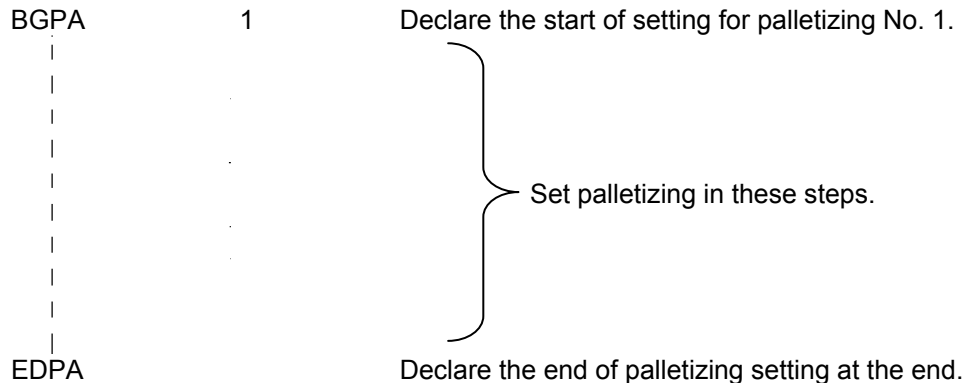 BGPA 1 Declare the start of setting for palletizing No. 1.
Set palletizing in these steps.
EDPA Declare the end of palletizing setting at the end.